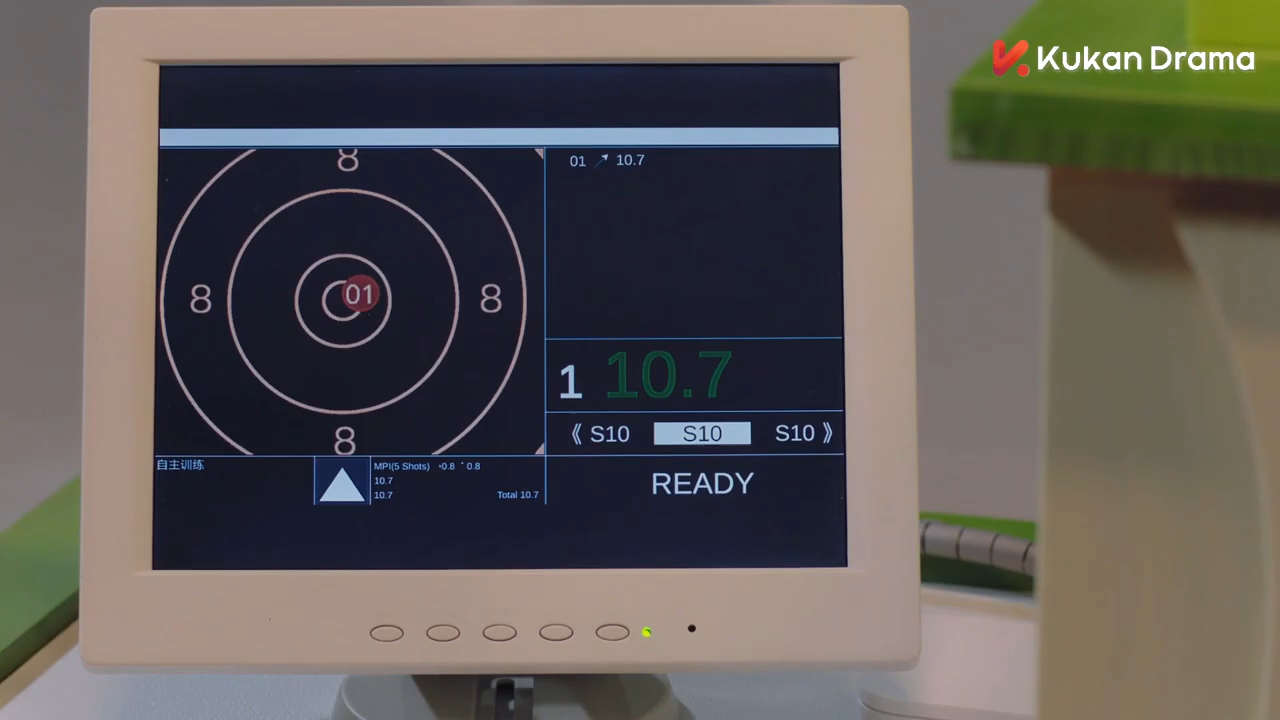 Kukan Drama
01 10.7
8
8 01 8
8
1 10.7
《 S10 S10 S10 》
自主训练
MPI(5 Shots) 0.8 0.8
10.7
10.7 Total 10.7
READY